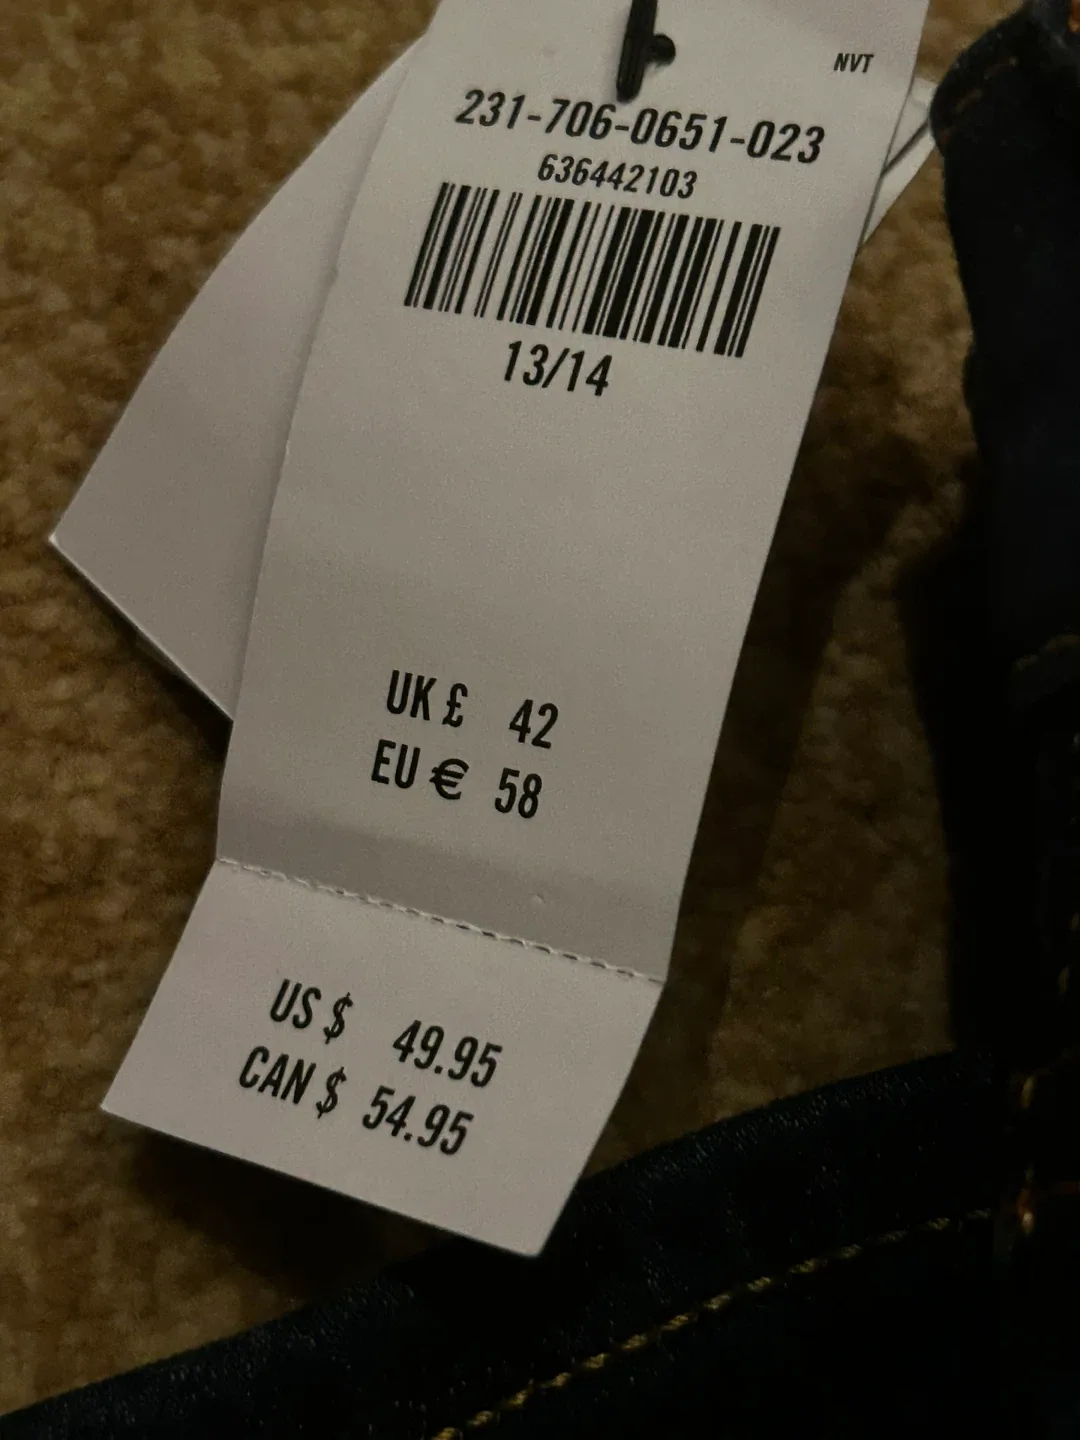 NVT
231-706-0651-023
636442103
13/14
UK £ 42
EU € 58
US $ 49.95
CAN $ 54.95